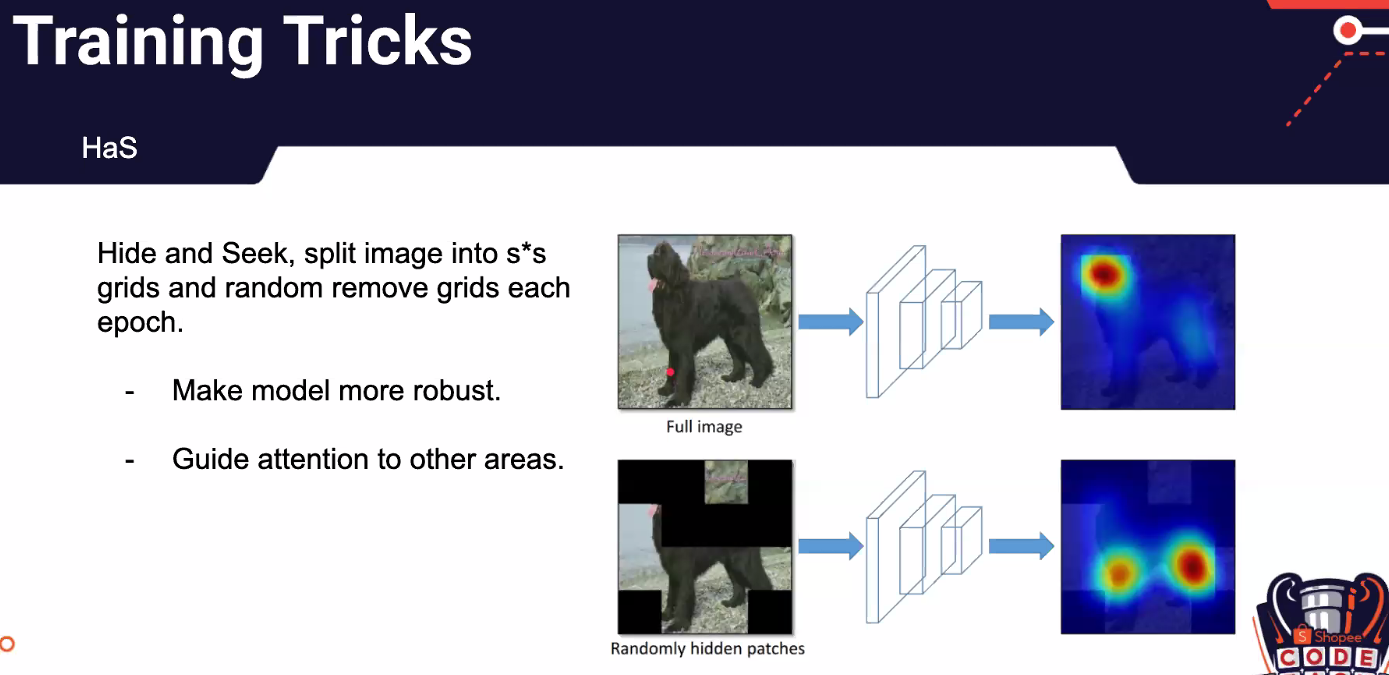 Training Tricks
HaS
Hide and Seek, split image into s*s
grids and random remove grids each
epoch.
- Make model more robust.
- Guide attention to other areas.
Full image
Randomly hidden patches
Shopee
CODE